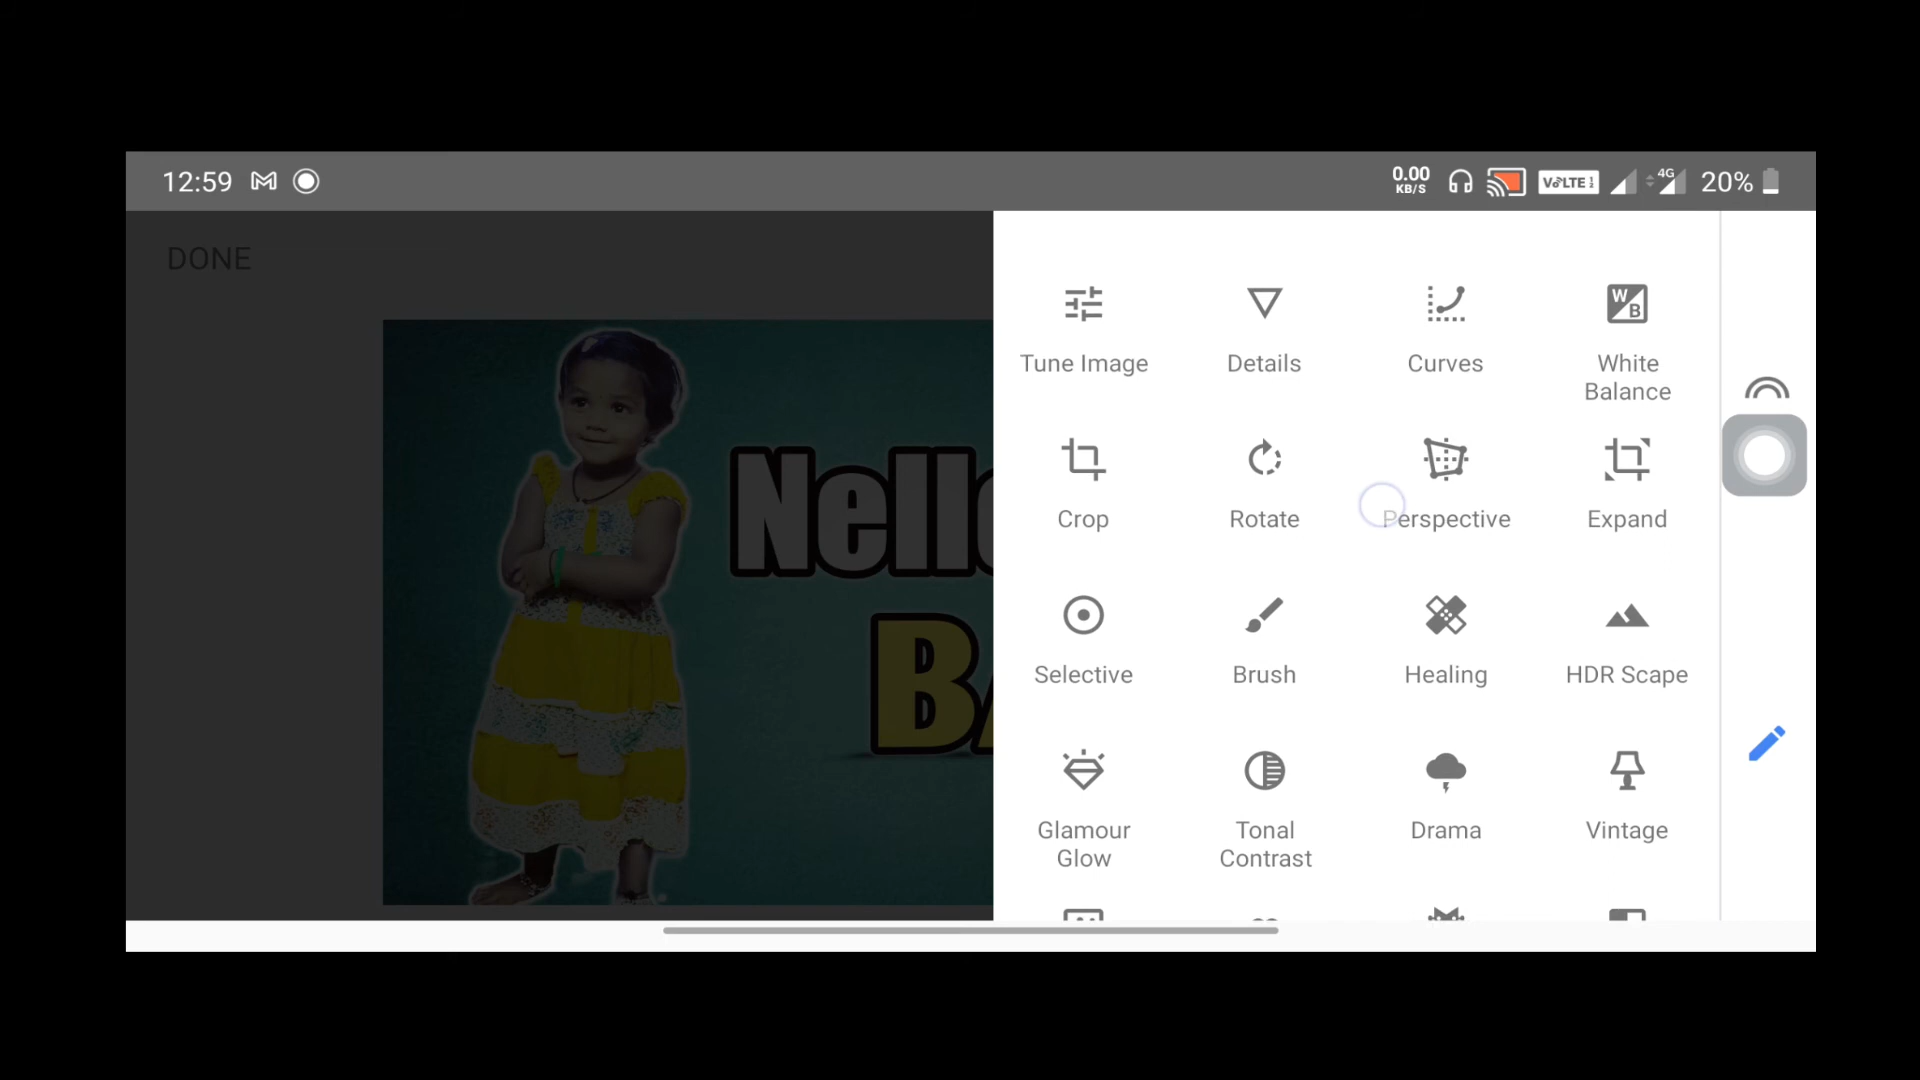 12:59
0.00
KB/S
VoLTE 1
4G
20%
DONE
Nell
B
Tune Image
Details
Curves
White
Balance
W
B
Crop
Rotate
Perspective
Expand
Selective
Brush
Healing
HDR Scape
Glamour
Glow
Tonal
Contrast
Drama
Vintage